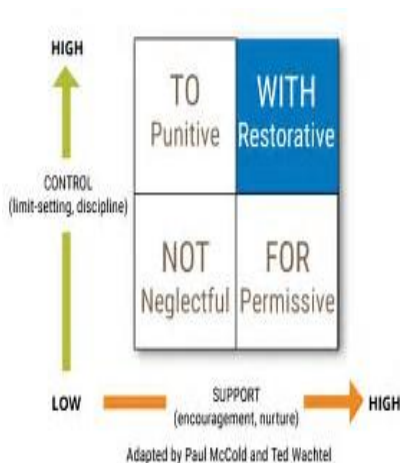 HIGH
TO
Punitive
WITH
Restorative
CONTROL
(limit-setting, discipline)
NOT
Neglectful
FOR
Permissive
LOW
SUPPORT
(encouragement, nurture)
HIGH
Adapted by Paul McCold and Ted Wachtel